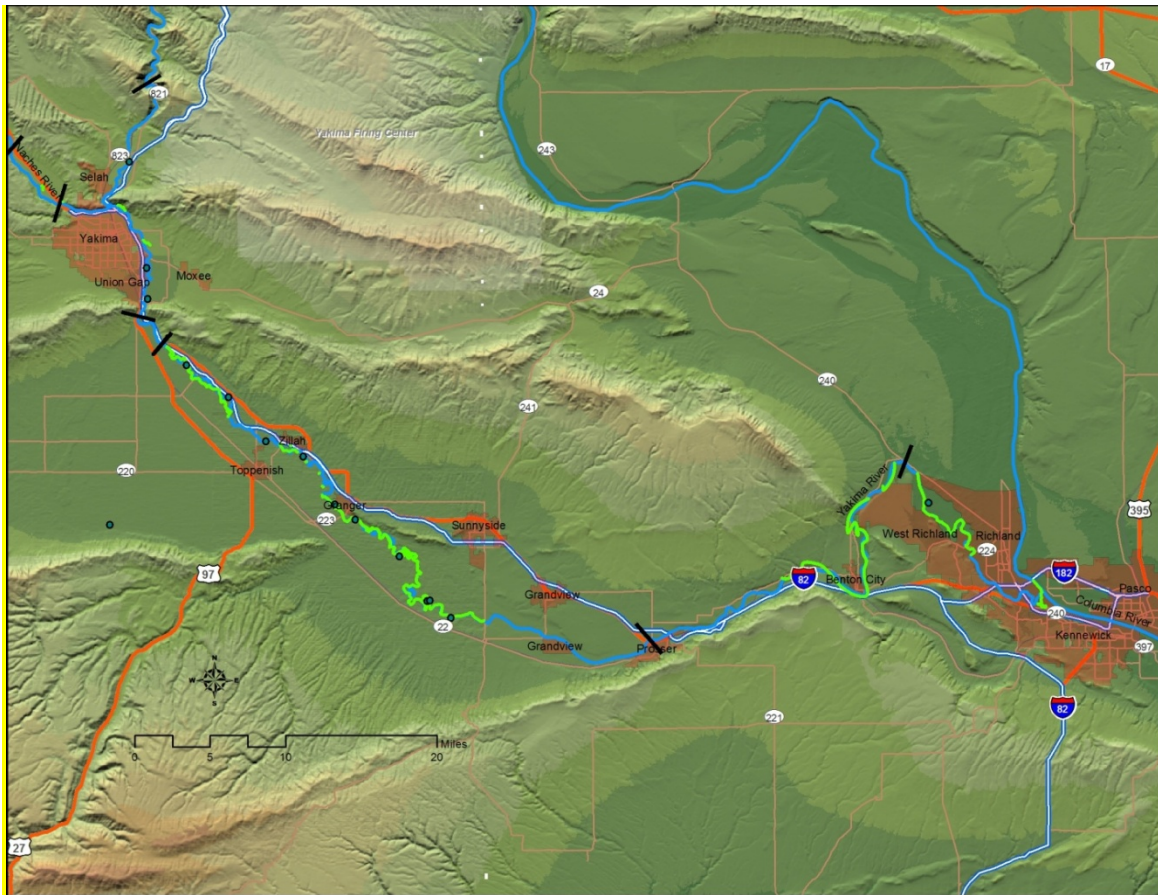 17
821
Yakima Firing Center
243
823
Naches River
Selah
Yakima
Union Gap
Moxee
24
240
241
Zillah
Toppenish
220
Granger
223
Sunnyside
Yakima River
395
West Richland
Richland
224
97
82
Benton City
182
Pasco
Grandview
Columbia River
240
22
Kennewick
Grandview
Prosser
397
N
W
E
S
221
82
Miles
0
5
10
20
27